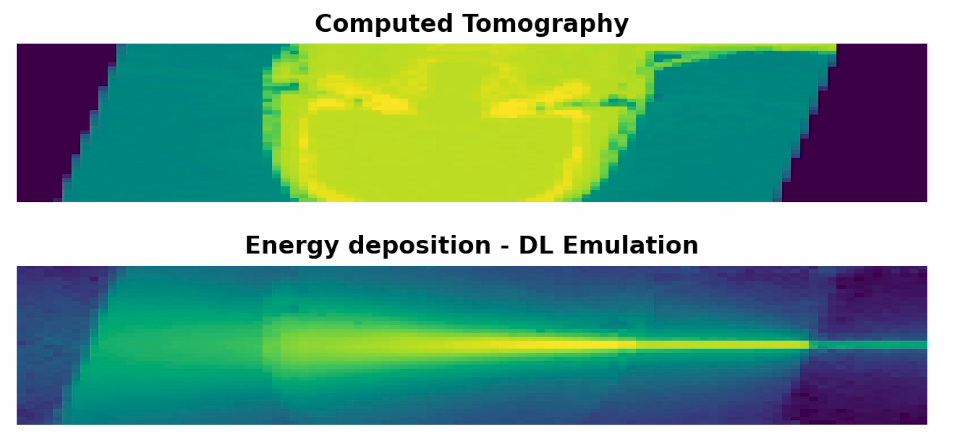 Computed Tomography
Energy deposition - DL Emulation